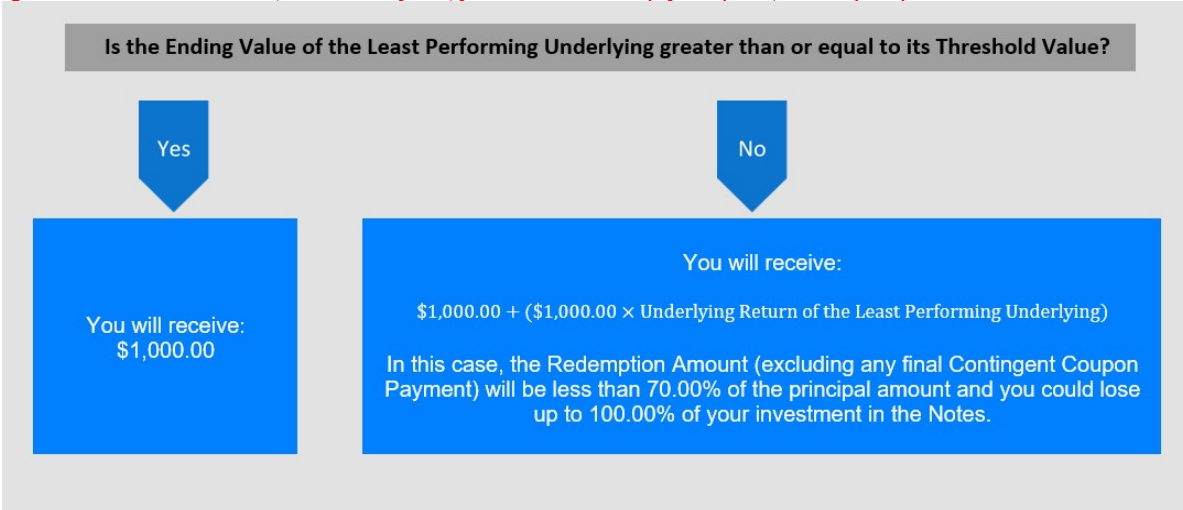 Is the Ending Value of the Least Performing Underlying greater than or equal to its Threshold Value?
Yes
No
You will receive:
$1,000.00
You will receive:
$1,000.00 + ($1,000.00 × Underlying Return of the Least Performing Underlying)
In this case, the Redemption Amount (excluding any final Contingent Coupon
Payment) will be less than 70.00% of the principal amount and you could lose
up to 100.00% of your investment in the Notes.